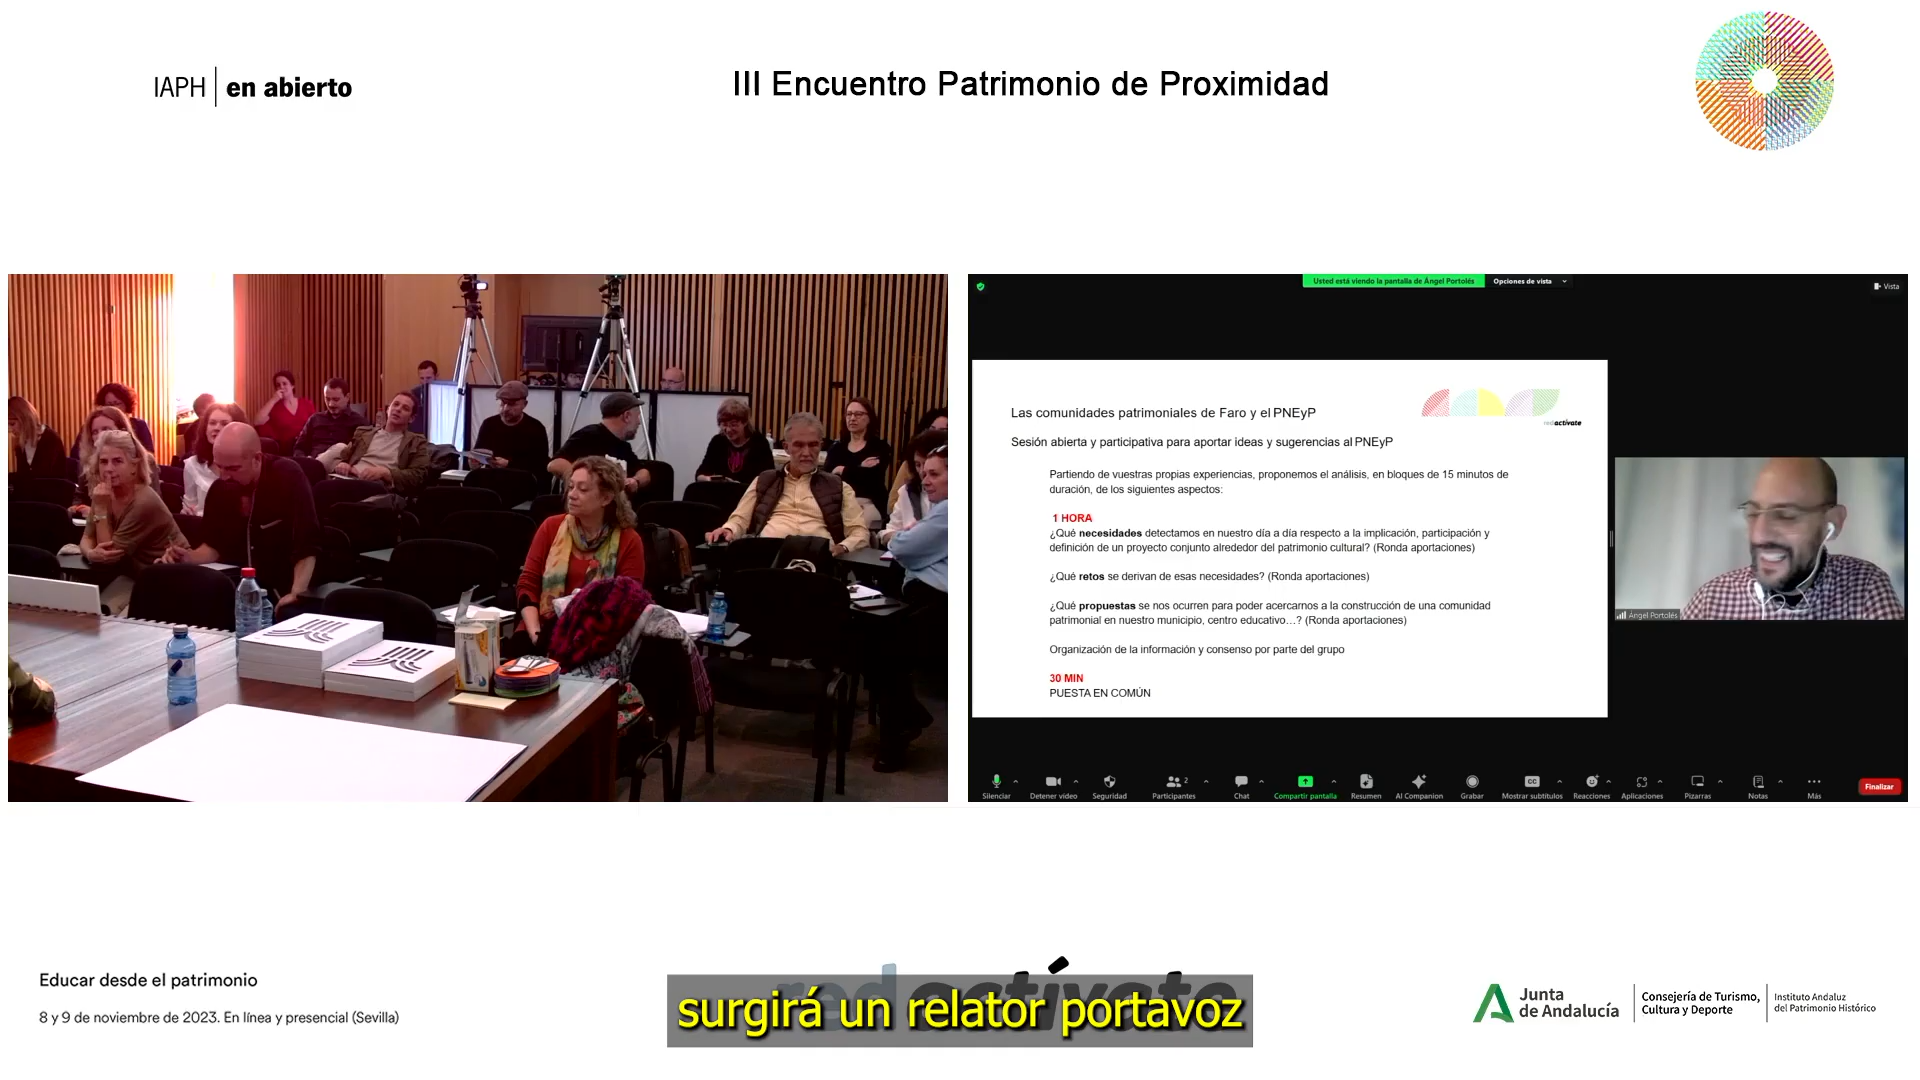 IAPH | en abierto
III Encuentro Patrimonio de Proximidad
Usted está viendo la pantalla de Ángel Portolés
Opciones de vista
Vista
Las comunidades patrimoniales de Faro y el PNEyP
redactívate
Sesión abierta y participativa para aportar ideas y sugerencias al PNEyP
Partiendo de vuestras propias experiencias, proponemos el análisis, en bloques de 15 minutos de
duración, de los siguientes aspectos:
1 HORA
¿Qué necesidades detectamos en nuestro día a día respecto a la implicación, participación y
definición de un proyecto conjunto alrededor del patrimonio cultural? (Ronda aportaciones)
¿Qué retos se derivan de esas necesidades? (Ronda aportaciones)
¿Qué propuestas se nos ocurren para poder acercarnos a la construcción de una comunidad
patrimonial en nuestro municipio, centro educativo…? (Ronda aportaciones)
Organización de la información y consenso por parte del grupo
30 MIN
PUESTA EN COMÚN
Ángel Portolés
Silenciar
Detener vídeo
Seguridad
Participantes
2
Chat
Compartir pantalla
Resumen
AI Companion
Grabar
CC
Mostrar subtítulos
Reacciones
Aplicaciones
Pizarras
Notas
Más
Finalizar
Educar desde el patrimonio
8 y 9 de noviembre de 2023. En línea y presencial (Sevilla)
redactívate
surgirá un relator portavoz
Junta
de Andalucía
Consejería de Turismo,
Cultura y Deporte
Instituto Andaluz
del Patrimonio Histórico